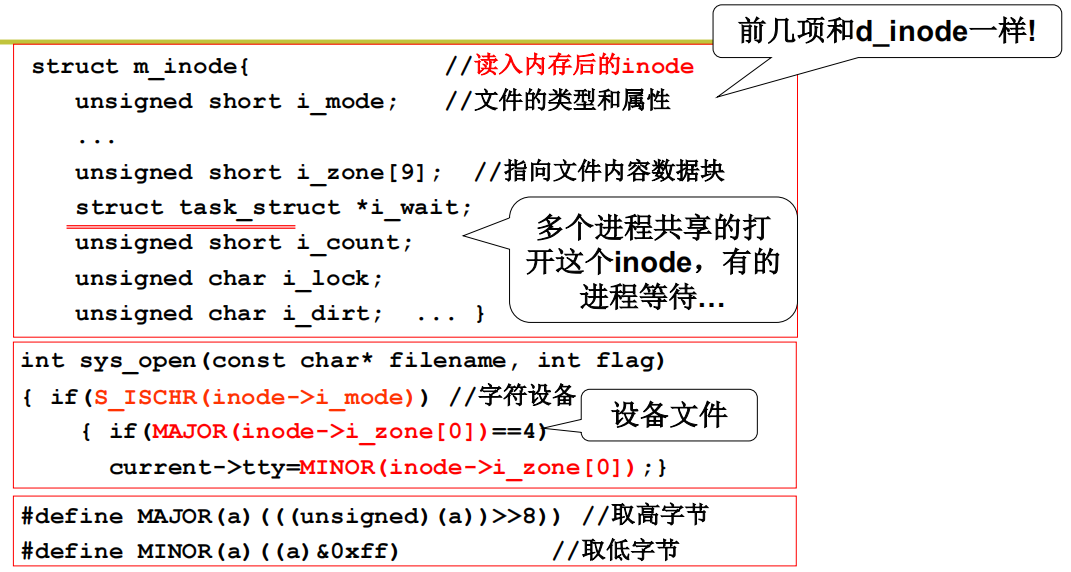 前几项和d_inode一样!
struct m_inode{ //读入内存后的inode
unsigned short i_mode; //文件的类型和属性
...
unsigned short i_zone[9]; //指向文件内容数据块
struct task_struct *i_wait;
unsigned short i_count;
unsigned char i_lock;
unsigned char i_dirt; ... }
多个进程共享的打
开这个inode，有的
进程等待...
int sys_open(const char* filename, int flag)
{ if(S_ISCHR(inode->i_mode)) //字符设备
{ if(MAJOR(inode->i_zone[0])==4)
current->tty=MINOR(inode->i_zone[0]);}
设备文件
#define MAJOR(a)(((unsigned)(a))>>8)) //取高字节
#define MINOR(a)((a)&0xff) //取低字节